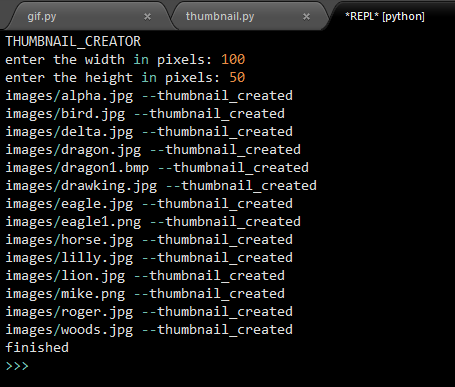 gif.py × thumbnail.py × *REPL* [python]
THUMBNAIL_CREATOR
enter the width in pixels: 100
enter the height in pixels: 50
images/alpha.jpg --thumbnail_created
images/bird.jpg --thumbnail_created
images/delta.jpg --thumbnail_created
images/dragon.jpg --thumbnail_created
images/dragon1.bmp --thumbnail_created
images/drawking.jpg --thumbnail_created
images/eagle.jpg --thumbnail_created
images/eagle1.png --thumbnail_created
images/horse.jpg --thumbnail_created
images/lilly.jpg --thumbnail_created
images/lion.jpg --thumbnail_created
images/mike.png --thumbnail_created
images/roger.jpg --thumbnail_created
images/woods.jpg --thumbnail_created
finished
>>>